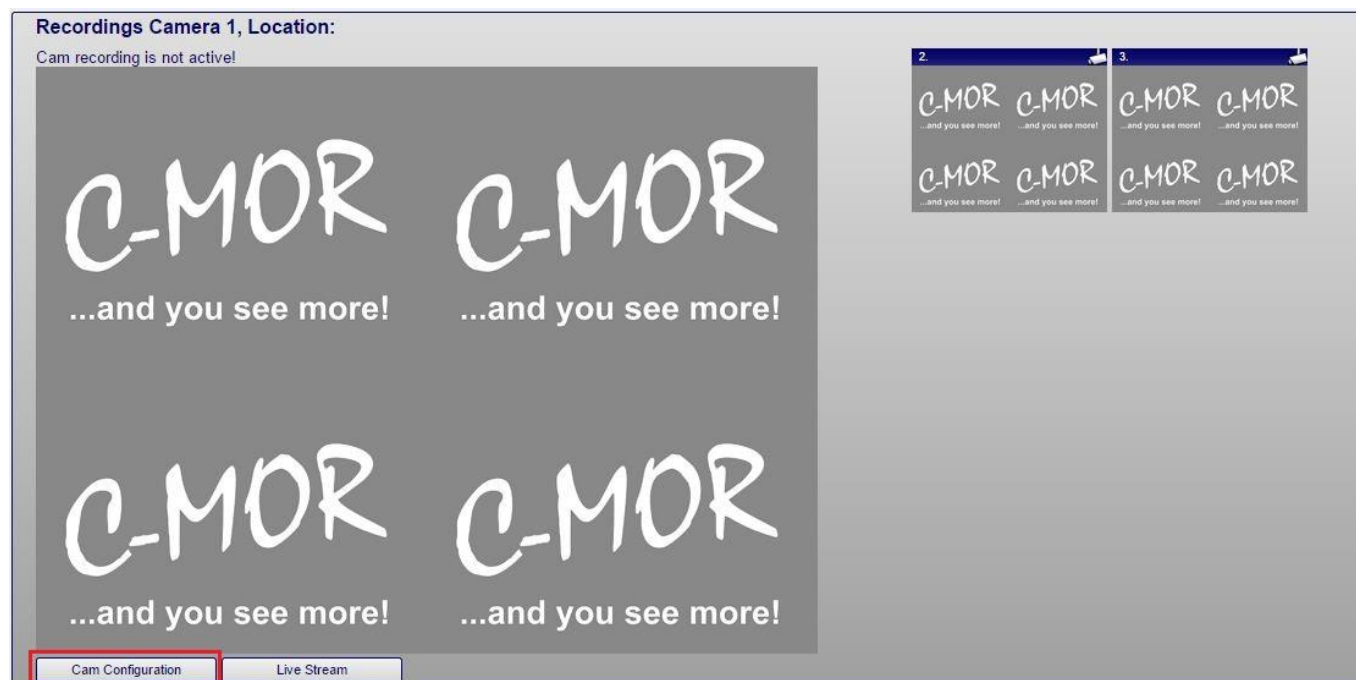 Recordings Camera 1, Location:
Cam recording is not active!
C-MOR C-MOR
...and you see more! ...and you see more!
C-MOR C-MOR
...and you see more! ...and you see more!
Cam Configuration Live Stream
2. 3.
C-MOR C-MOR C-MOR C-MOR
...and you see more! ...and you see more! ...and you see more! ...and you see more!
C-MOR C-MOR C-MOR C-MOR
...and you see more! ...and you see more! ...and you see more! ...and you see more!